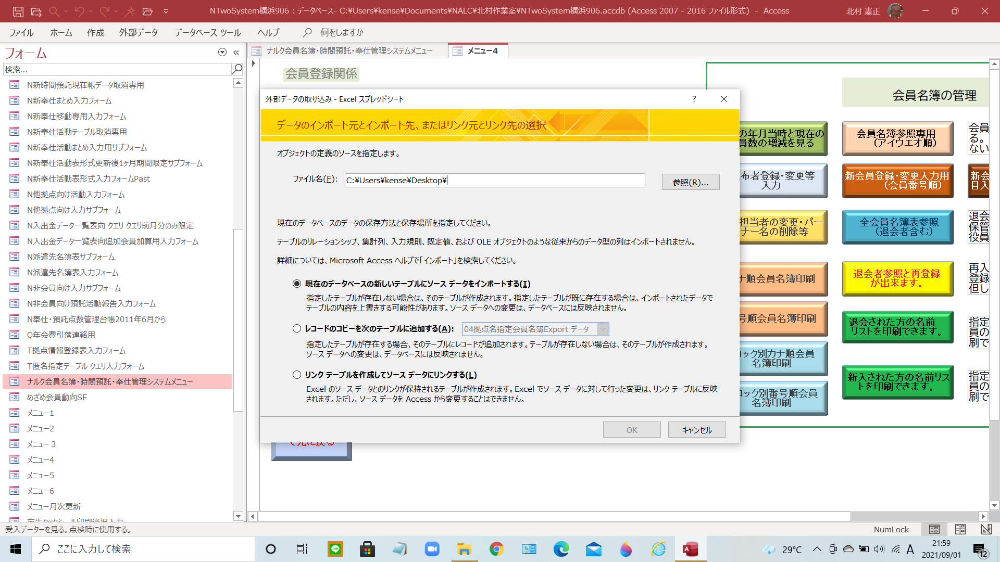 NTwoSystem横浜906 : データベース- C:¥Users¥kense¥Documents¥NALC¥北村作業室¥NTwoSystem横浜906.accdb (Access 2007 - 2016 ファイル形式) - Access
北村 憲正
ファイル ホーム 作成 外部データ データベース ツール ヘルプ 何をしますか
フォーム
検索...
N新時間預託現在帳データ取消専用
N新奉仕まとめ入力フォーム
N新奉仕移動専用入力フォーム
N新奉仕活動テーブル取消専用
N新奉仕活動まとめ入力用サブフォーム
N新奉仕活動表形式更新後1ヶ月期間限定サブフォーム
N新奉仕活動表形式入力フォームPast
N他拠点向け活動入力フォーム
N他拠点向け入力サブフォーム
N入出金データ一覧表向 クエリ クエリ前月分のみ限定
N入出金データ一覧表向追加会員加算用入力フォーム
N派遣先名簿表サブフォーム
N派遣先名簿表入力フォーム
N非会員向け入力サブフォーム
N非会員向け預託活動報告入力フォーム
N奉仕・預託点数管理台帳2011年6月から
Q年会費引落連絡用
T拠点情報登録表入力フォーム
T匿名指定テーブル クエリ入力フォーム
ナルク会員名簿・時間預託・奉仕管理システムメニュー
めざめ会員動向SF
メニュー1
メニュー2
メニュー３
メニュー4
メニュー5
メニュー6
メニュー月次更新
ナルク会員名簿・時間預託・奉仕管理システムメニュー
メニュー4
会員登録関係
外部データの取り込み - Excel スプレッドシート
?
データのインポート元とインポート先、またはリンク元とリンク先の選択
オブジェクトの定義のソースを指定します。
ファイル名(F): C:¥Users¥kense¥Desktop¥
参照(R)...
現在のデータベースのデータの保存方法と保存場所を指定してください。
テーブルのリレーションシップ、集計列、入力規則、既定値、および OLE オブジェクトのような従来からのデータ型の列はインポートされません。
詳細については、Microsoft Access ヘルプで「インポート」を検索してください。
現在のデータベースの新しいテーブルにソース データをインポートする(I)
指定したテーブルが存在しない場合は、そのテーブルが作成されます。指定したテーブルが既に存在する場合は、インポートされたデータで
テーブルの内容を上書きする可能性があります。ソース データへの変更は、データベースには反映されません。
レコードのコピーを次のテーブルに追加する(A): 04拠点名指定会員名簿Export データ
指定したテーブルが存在する場合、そのテーブルにレコードが追加されます。テーブルが存在しない場合は、そのテーブルが作成されます。
ソース データへの変更は、データベースには反映されません。
リンク テーブルを作成してソース データにリンクする(L)
Excel のソース データとのリンクが保持されるテーブルが作成されます。Excel でソース データに対して行った変更は、リンク テーブルに反映
されます。ただし、ソース データを Access から変更することはできません。
OK
キャンセル
で元に戻る
の年月当時と現在の
員数の増減を見る
布者登録・変更等
入力
担当者の変更・パー
ナー名の削除等
ナ順会員名簿印刷
号順会員名簿印刷
ロック別カナ順会員
名簿印刷
ロック別番号順会員
名簿印刷
会員名簿の管理
会員名簿参照専用
（アイウエオ順）
新会員登録・変更入力用
（会員番号順）
全会員名簿表参照
（退会者含む）
退会者参照と再登録
が出来ます。
退会された方の名前
リストを印刷できます。
新入された方の名前リス
トを印刷できます。
会員
る。
ない
新会
目入
退会
保管
役員
再入
登録
但し
指定
員の
刷で
指定
員の
刷で
受入データーを見る。点検時に使用する。
NumLock
ここに入力して検索
29°C
A
21:59
2021/09/01
12